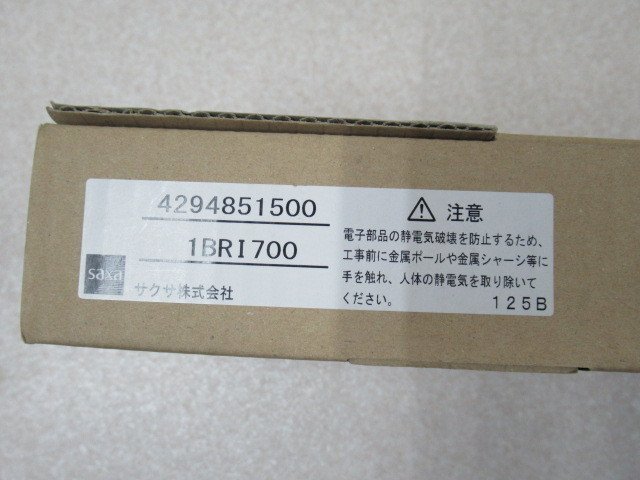 4294851500
1BRI700
saxa
サクサ株式会社
⚠ 注意
電子部品の静電気破壊を防止するため、
工事前に金属ポールや金属シャーシ等に
手を触れ、人体の静電気を取り除いて
ください。
125B